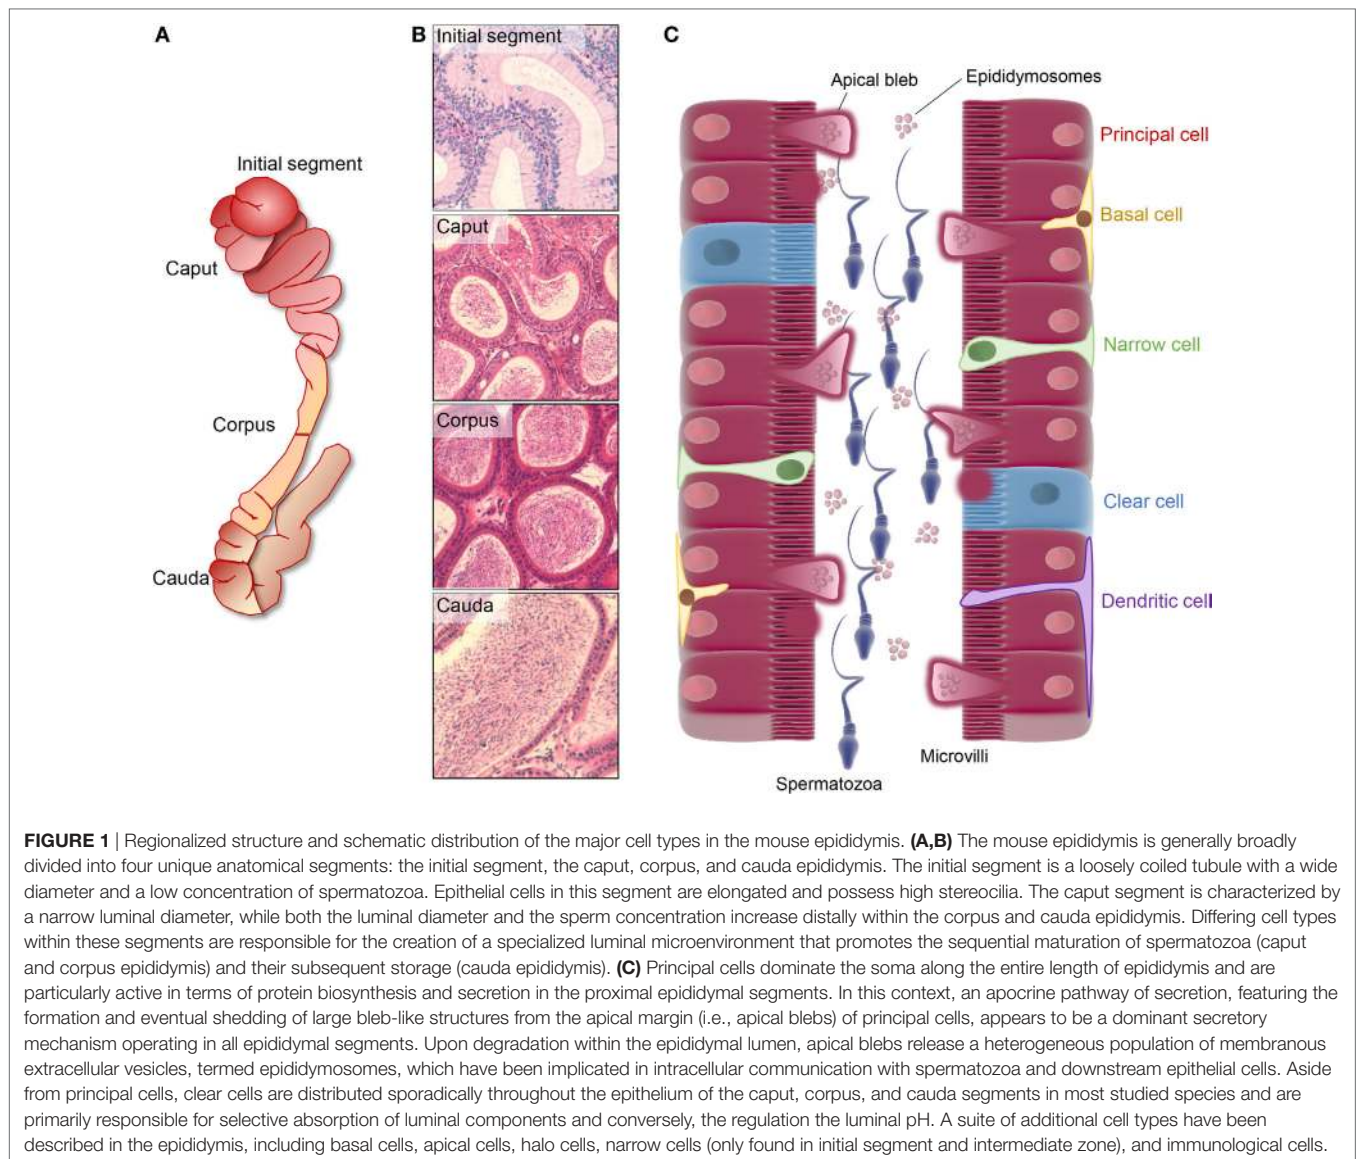 A
B
C
Initial segment
Caput
Corpus
Cauda
Initial segment
Caput
Corpus
Cauda
Apical bleb
Epididymosomes
Principal cell
Basal cell
Narrow cell
Clear cell
Dendritic cell
Microvilli
Spermatozoa
FIGURE 1 | Regionalized structure and schematic distribution of the major cell types in the mouse epididymis. (A,B) The mouse epididymis is generally broadly
divided into four unique anatomical segments: the initial segment, the caput, corpus, and cauda epididymis. The initial segment is a loosely coiled tubule with a wide
diameter and a low concentration of spermatozoa. Epithelial cells in this segment are elongated and possess high stereocilia. The caput segment is characterized by
a narrow luminal diameter, while both the luminal diameter and the sperm concentration increase distally within the corpus and cauda epididymis. Differing cell types
within these segments are responsible for the creation of a specialized luminal microenvironment that promotes the sequential maturation of spermatozoa (caput
and corpus epididymis) and their subsequent storage (cauda epididymis). (C) Principal cells dominate the soma along the entire length of epididymis and are
particularly active in terms of protein biosynthesis and secretion in the proximal epididymal segments. In this context, an apocrine pathway of secretion, featuring the
formation and eventual shedding of large bleb-like structures from the apical margin (i.e., apical blebs) of principal cells, appears to be a dominant secretory
mechanism operating in all epididymal segments. Upon degradation within the epididymal lumen, apical blebs release a heterogeneous population of membranous
extracellular vesicles, termed epididymosomes, which have been implicated in intracellular communication with spermatozoa and downstream epithelial cells. Aside
from principal cells, clear cells are distributed sporadically throughout the epithelium of the caput, corpus, and cauda segments in most studied species and are
primarily responsible for selective absorption of luminal components and conversely, the regulation the luminal pH. A suite of additional cell types have been
described in the epididymis, including basal cells, apical cells, halo cells, narrow cells (only found in initial segment and intermediate zone), and immunological cells.